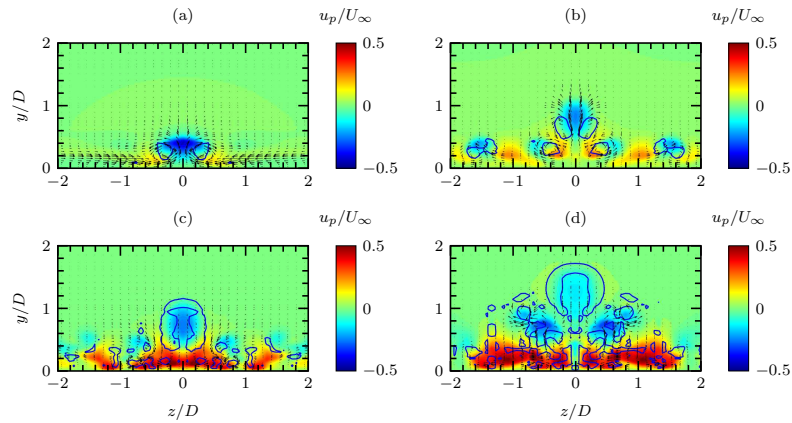 (a) u_p/U_∞ (b) u_p/U_∞
2 0.5 2 0.5
y/D 1 0 1 0
0 −0.5 0 −0.5
−2 −1 0 1 2 −2 −1 0 1 2
(c) u_p/U_∞ (d) u_p/U_∞
2 0.5 2 0.5
y/D 1 0 1 0
0 −0.5 0 −0.5
−2 −1 0 1 2 −2 −1 0 1 2
z/D z/D